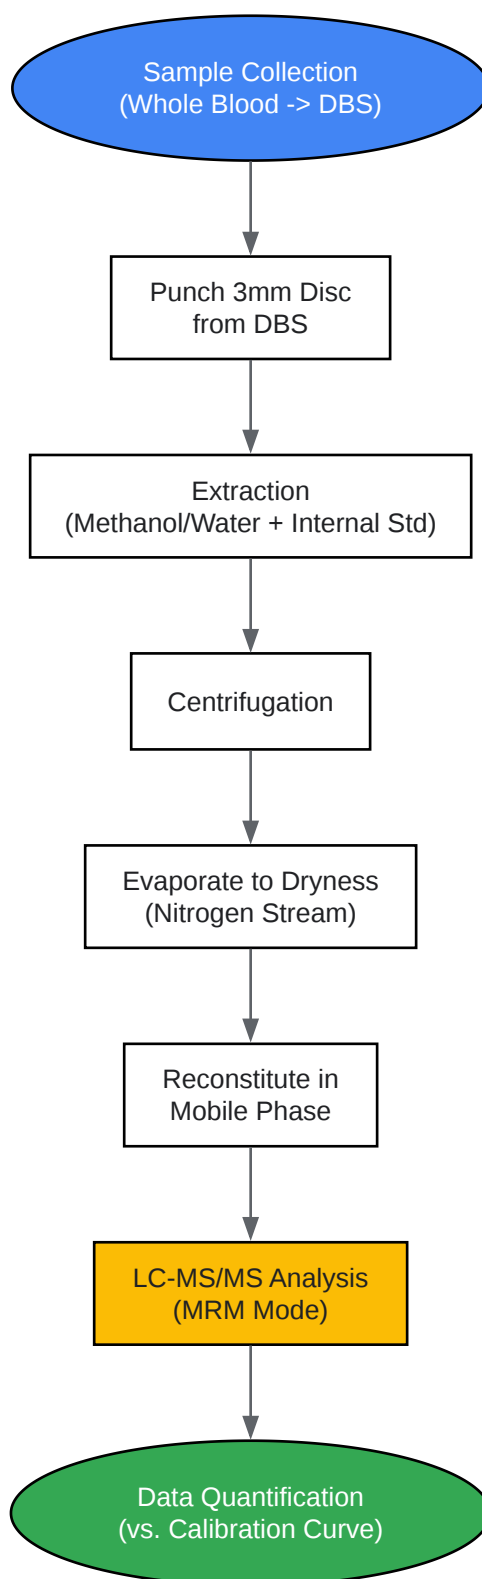 Sample Collection
(Whole Blood -> DBS)
Punch 3mm Disc
from DBS
Extraction
(Methanol/Water + Internal Std)
Centrifugation
Evaporate to Dryness
(Nitrogen Stream)
Reconstitute in
Mobile Phase
LC-MS/MS Analysis
(MRM Mode)
Data Quantification
(vs. Calibration Curve)